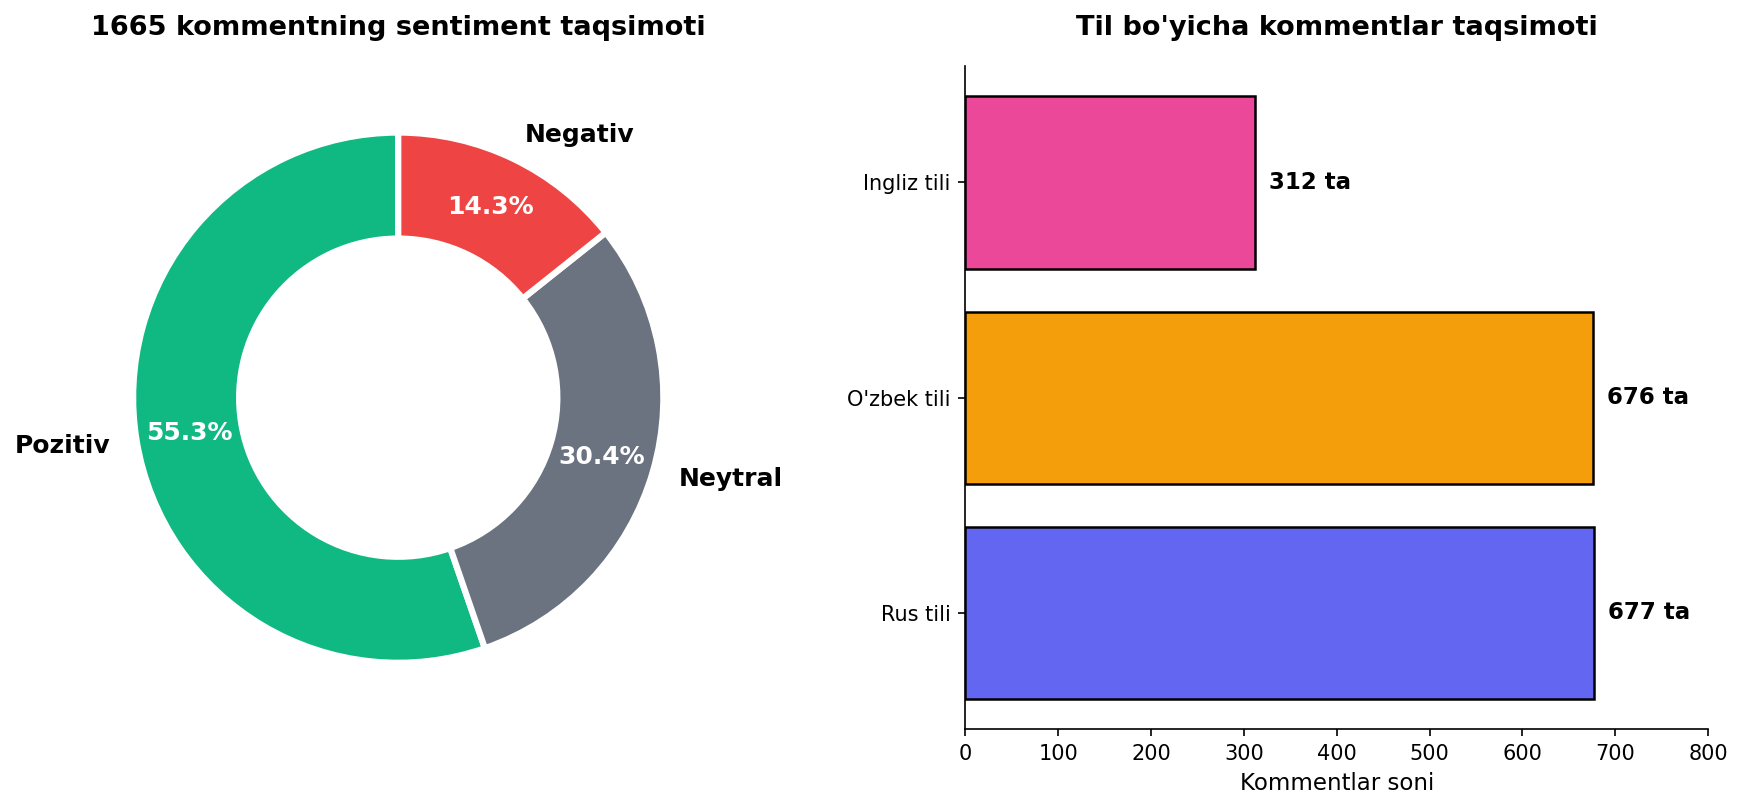 1665 kommentning sentiment taqsimoti
Negativ
14.3%
55.3%
Pozitiv
30.4%
Neytral
Til bo'yicha kommentlar taqsimoti
Ingliz tili
312 ta
O'zbek tili
676 ta
Rus tili
677 ta
0 100 200 300 400 500 600 700 800
Kommentlar soni